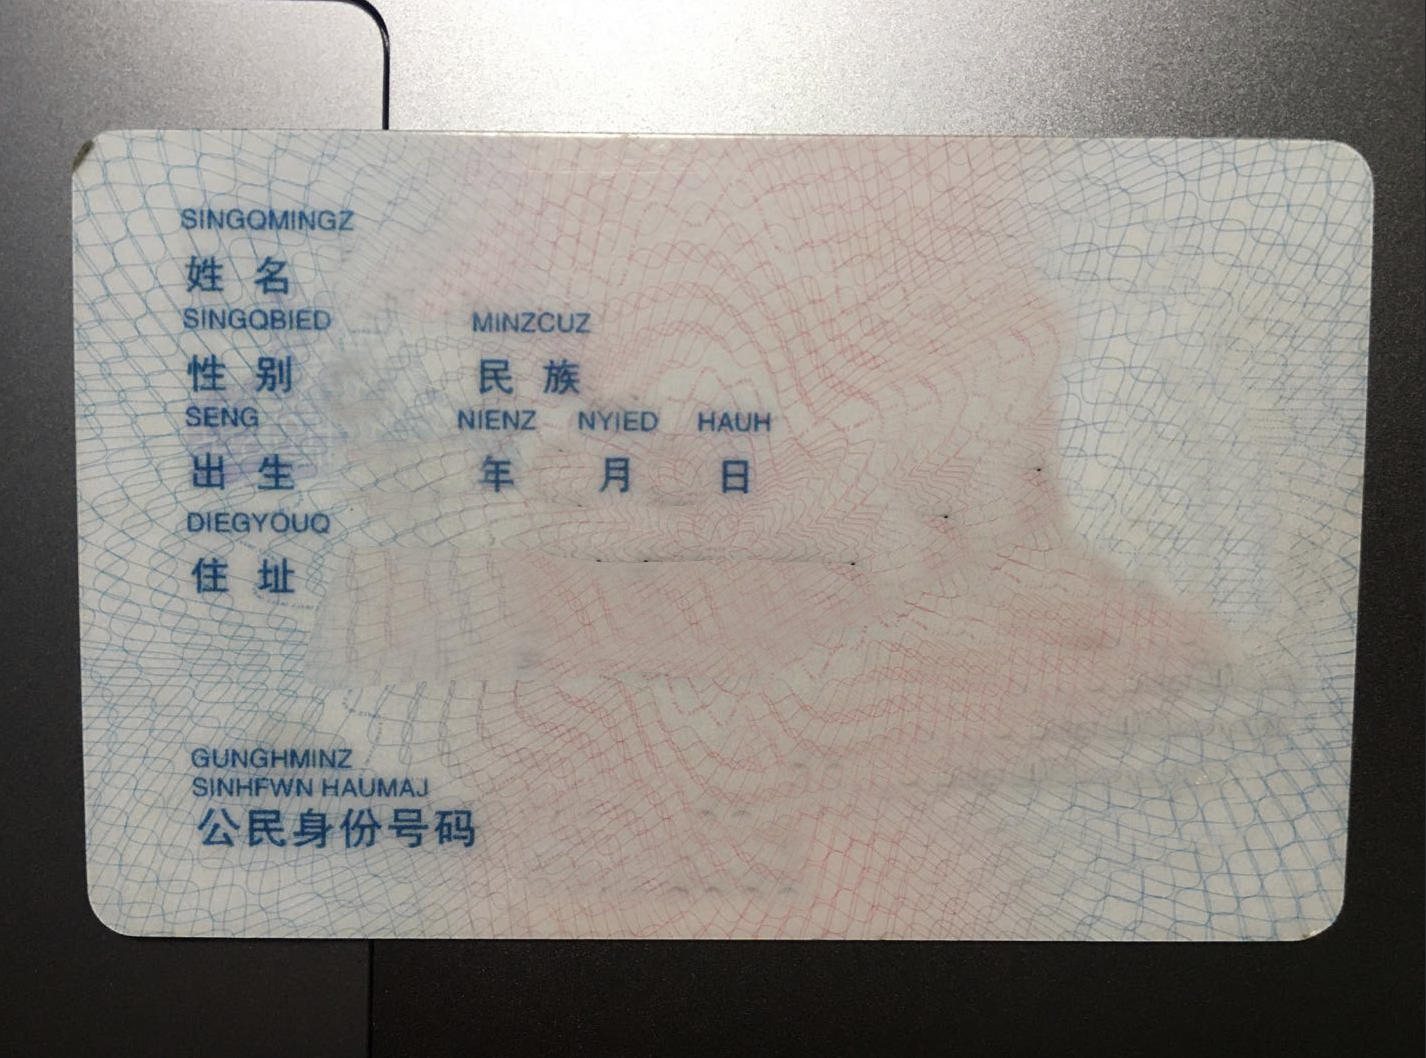 SINGQMINGZ
姓 名
SINGQBIED MINZCUZ
性 别 民 族
SENG NIENZ NYIED HAUH
出 生 年 月 日
DIEGYOUQ
住 址
GUNGHMINZ
SINHFWN HAUMAJ
公民身份号码